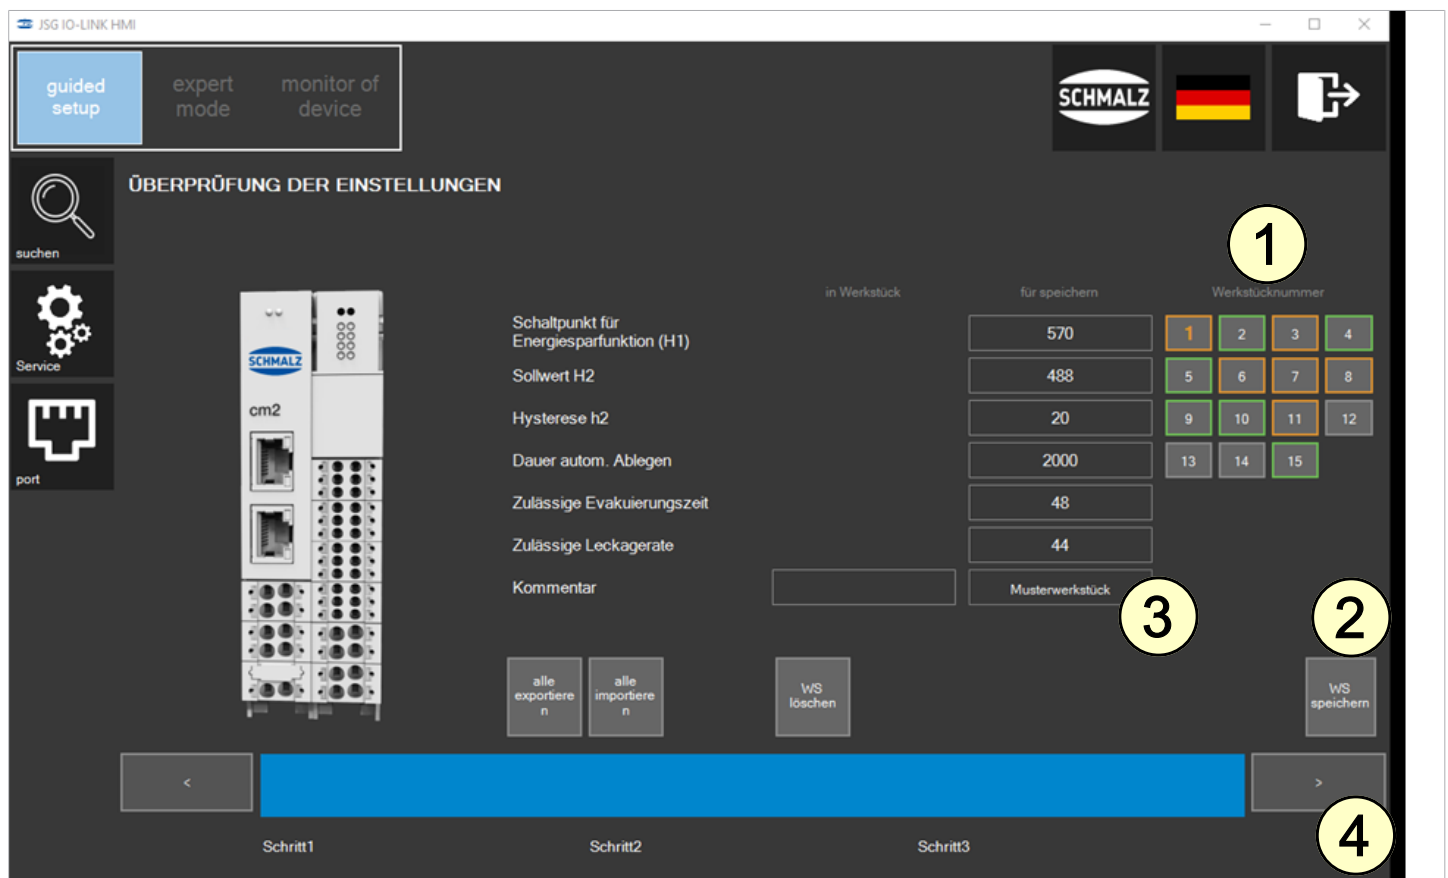 JSG IO-LINK HMI
guided
setup
expert
mode
monitor of
device
SCHMALZ
suchen
ÜBERPRÜFUNG DER EINSTELLUNGEN
1
Service
port
SCHMALZ
cm2
in Werkstück
für speichern
Werkstücknummer
Schaltpunkt für
Energiesparfunktion (H1)
570
1 2 3 4
Sollwert H2
488
5 6 7 8
Hysterese h2
20
9 10 11 12
Dauer autom. Ablegen
2000
13 14 15
Zulässige Evakuierungszeit
48
Zulässige Leckagerate
44
Kommentar
Musterwerkstück
3
2
alle
exportiere
n
alle
importiere
n
WS
löschen
WS
speichern
<
>
Schritt1
Schritt2
Schritt3
4